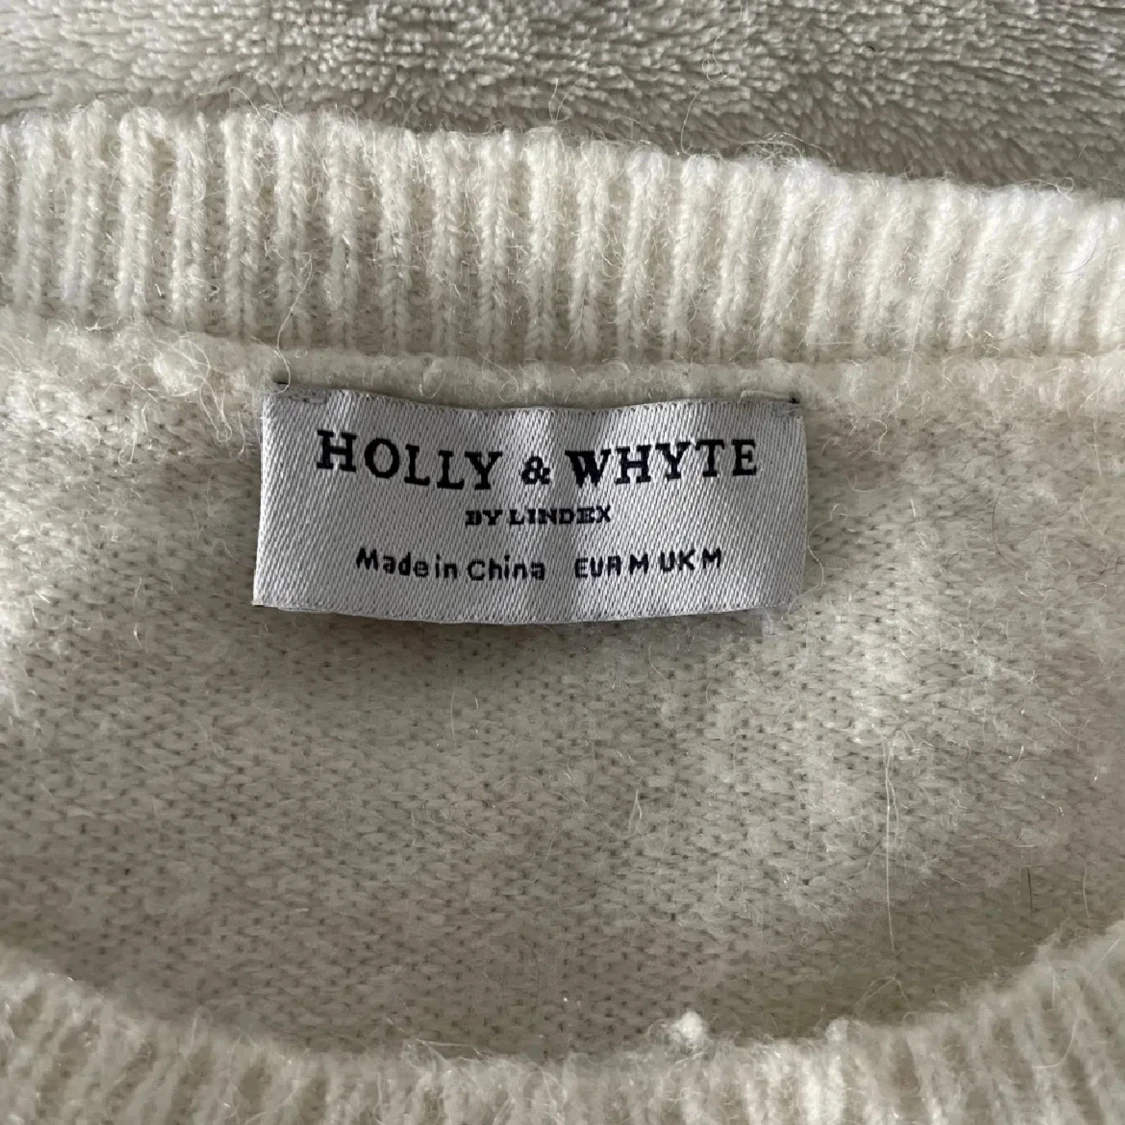 HOLLY & WHYTE
BY LINDEX
Made in China EUR M UK M